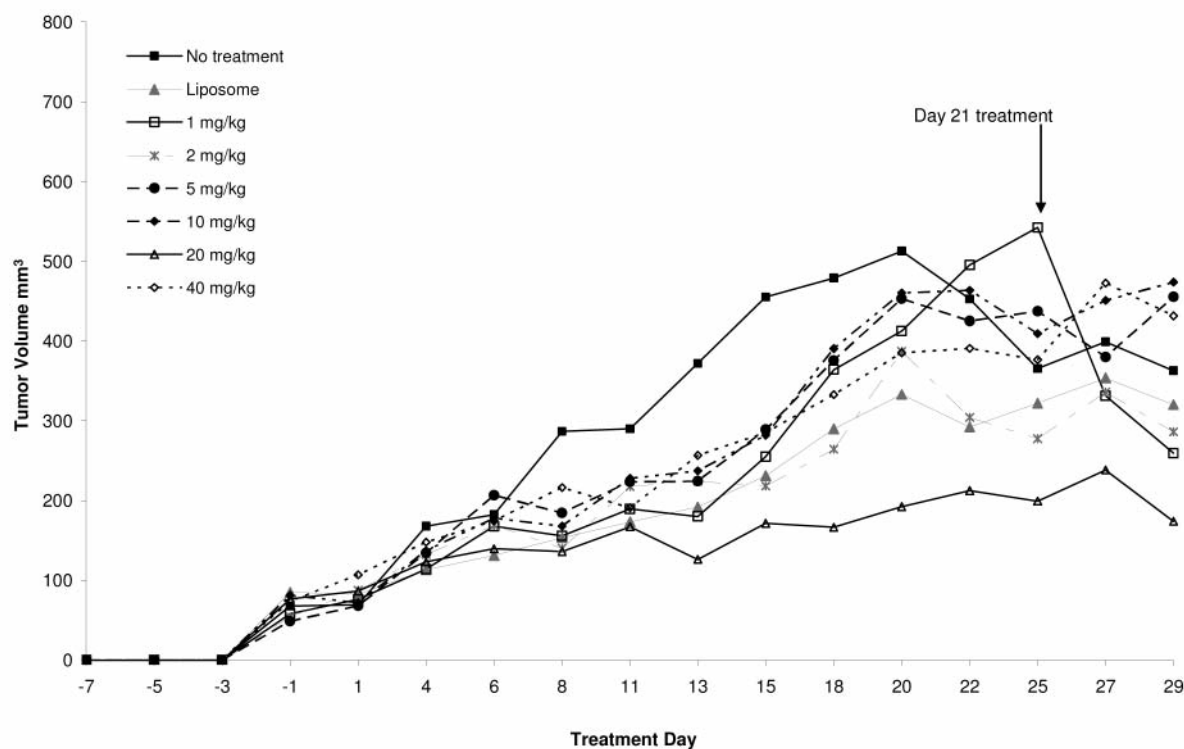 800
700
600
500
400
300
200
100
0
Tumor Volume mm³
No treatment
Liposome
1 mg/kg
2 mg/kg
5 mg/kg
10 mg/kg
20 mg/kg
40 mg/kg
Day 21 treatment
-7 -5 -3 -1 1 4 6 8 11 13 15 18 20 22 25 27 29
Treatment Day